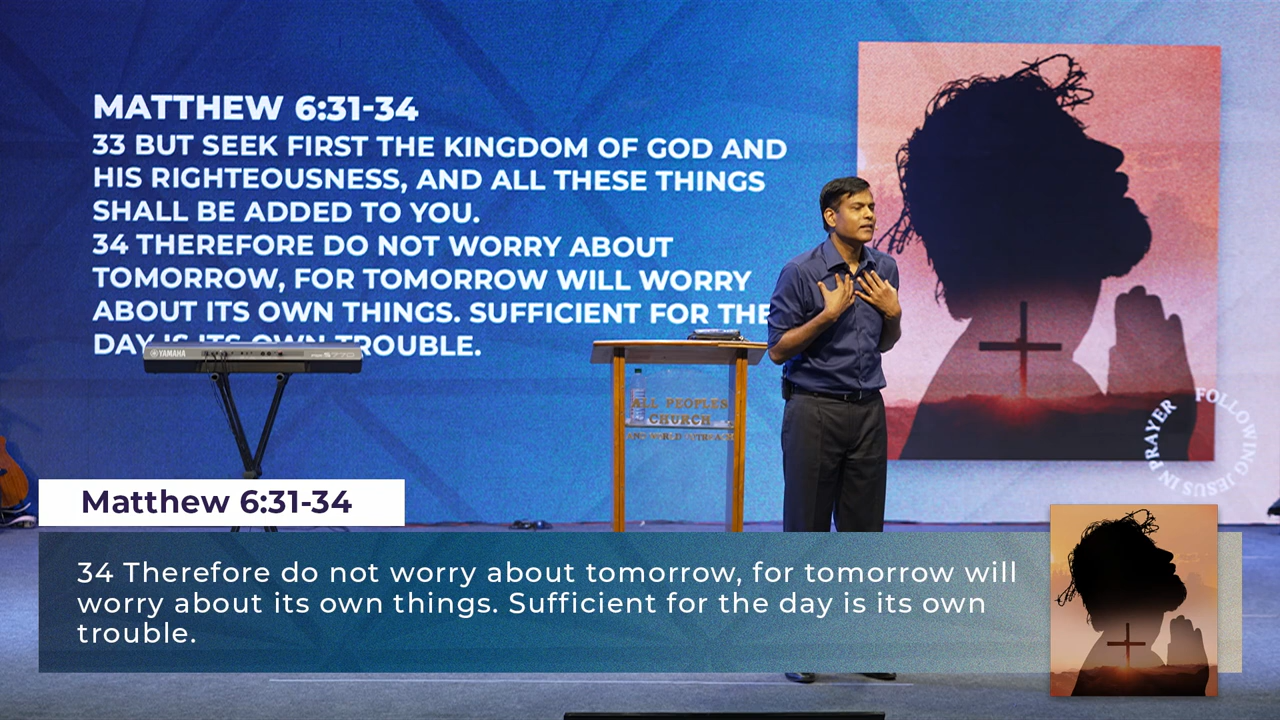 MATTHEW 6:31-34
33 BUT SEEK FIRST THE KINGDOM OF GOD AND
HIS RIGHTEOUSNESS, AND ALL THESE THINGS
SHALL BE ADDED TO YOU.
34 THEREFORE DO NOT WORRY ABOUT
TOMORROW, FOR TOMORROW WILL WORRY
ABOUT ITS OWN THINGS. SUFFICIENT FOR THE
DAY IS ITS OWN TROUBLE.
YAMAHA
ALL PEOPLES
CHURCH
FOLLOWING JESUS IN PRAYER
Matthew 6:31-34
34 Therefore do not worry about tomorrow, for tomorrow will
worry about its own things. Sufficient for the day is its own
trouble.